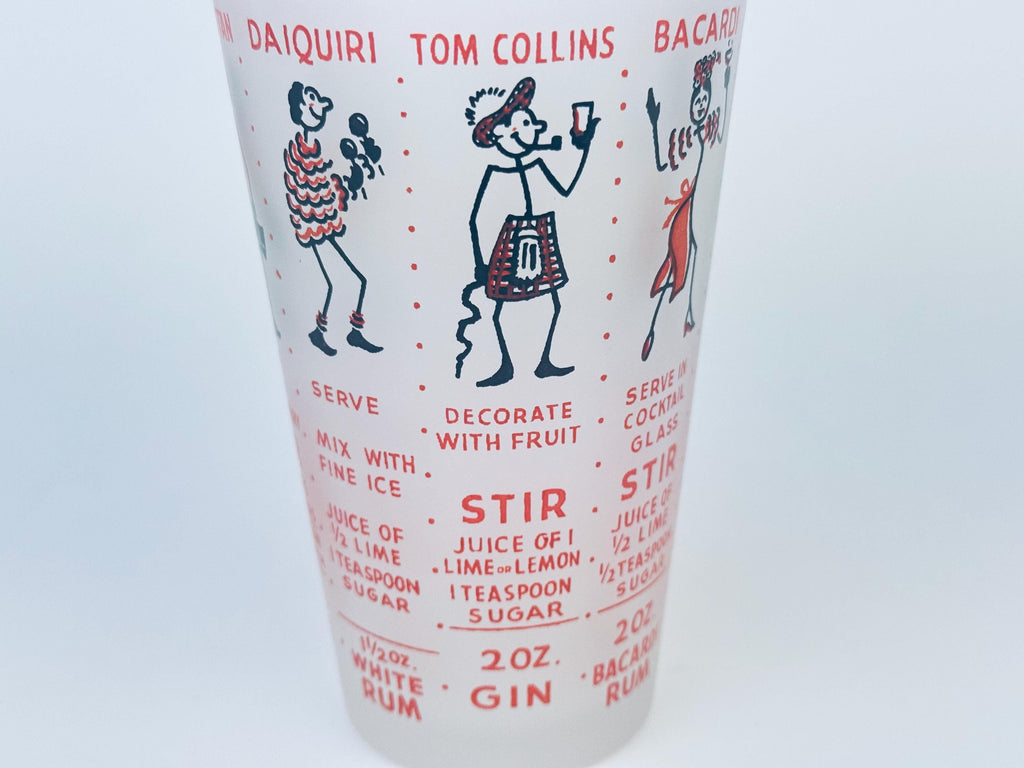 DAIQUIRI
SERVE
MIX WITH
FINE ICE
JUICE OF
1/2 LIME
1 TEASPOON
SUGAR
1 1/2 OZ.
WHITE
RUM
TOM COLLINS
DECORATE
WITH FRUIT
STIR
JUICE OF 1
LIME OR LEMON
1 TEASPOON
SUGAR
2 OZ.
GIN
BACARDI
SERVE IN
COCKTAIL
GLASS
STIR
JUICE OF
1/2 LIME
1/2 TEASPOON
SUGAR
2 OZ.
BACARDI
RUM